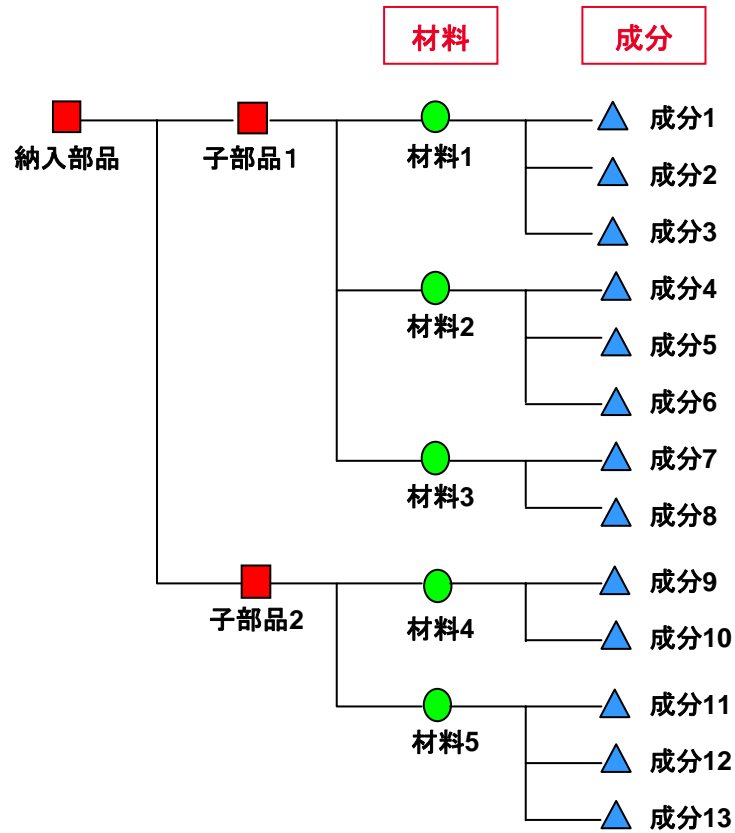 材料
成分
納入部品
子部品1
材料1
成分1
成分2
成分3
材料2
成分4
成分5
成分6
材料3
成分7
成分8
子部品2
材料4
成分9
成分10
材料5
成分11
成分12
成分13